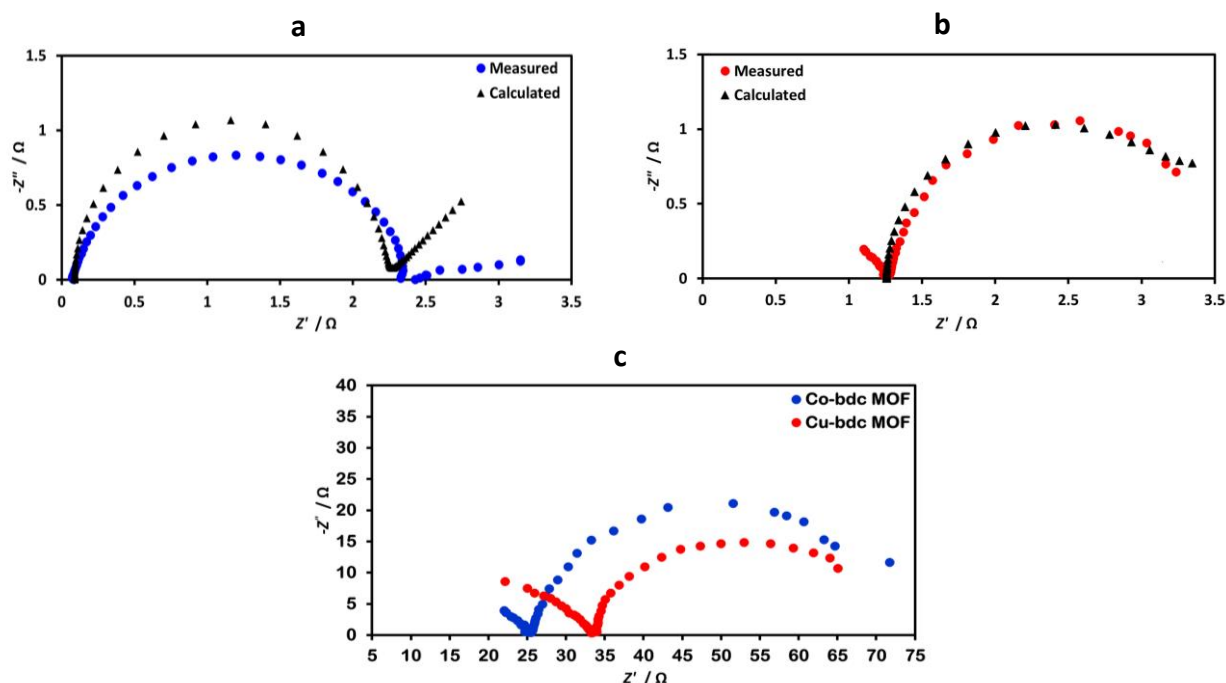 a
1.5
1
0.5
0
0 0.5 1 1.5 2 2.5 3 3.5
-Z″ / Ω
Z′ / Ω
Measured
Calculated
b
1.5
1
0.5
0
0 0.5 1 1.5 2 2.5 3 3.5
-Z″ / Ω
Z′ / Ω
Measured
Calculated
c
40
35
30
25
20
15
10
5
0
5 10 15 20 25 30 35 40 45 50 55 60 65 70 75
-Z″ / Ω
Z′ / Ω
Co-bdc MOF
Cu-bdc MOF